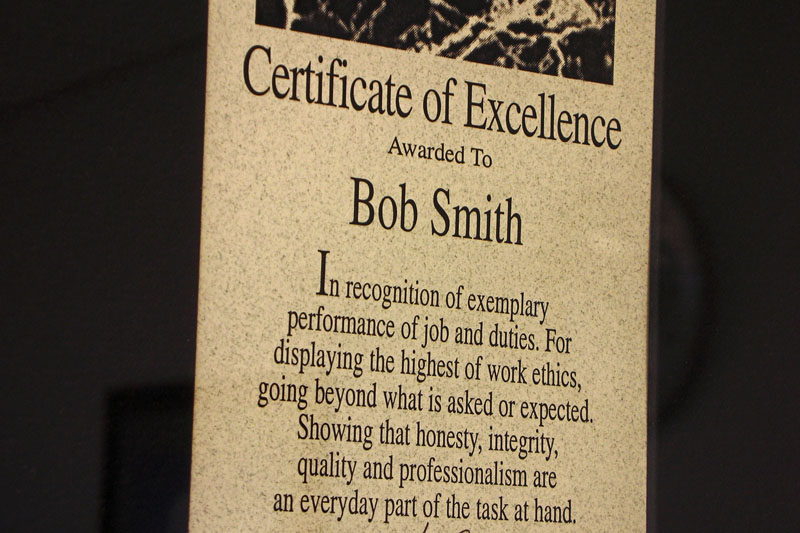 Certificate of Excellence
Awarded To
Bob Smith
In recognition of exemplary
performance of job and duties. For
displaying the highest of work ethics,
going beyond what is asked or expected.
Showing that honesty, integrity,
quality and professionalism are
an everyday part of the task at hand.